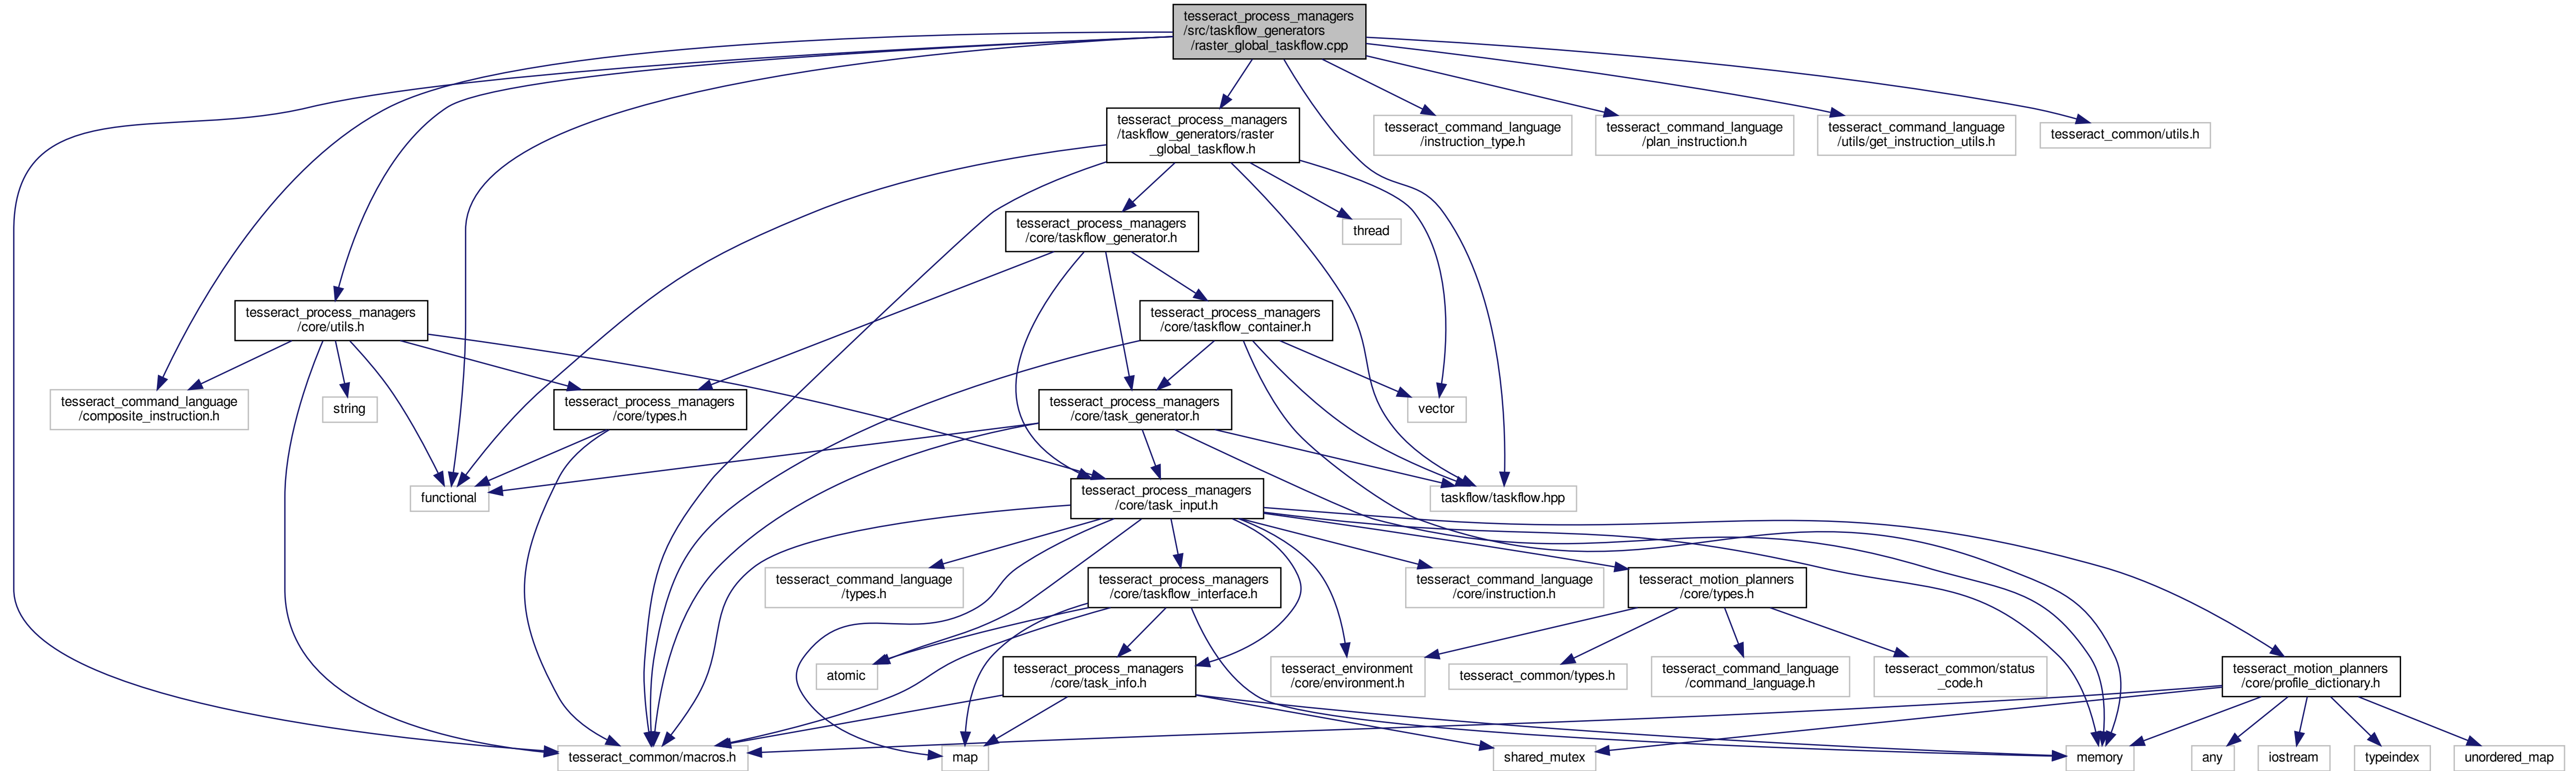 tesseract_process_managers
/src/taskflow_generators
/raster_global_taskflow.cpp
tesseract_process_managers
/taskflow_generators/raster
_global_taskflow.h
tesseract_command_language
/instruction_type.h
tesseract_command_language
/plan_instruction.h
tesseract_command_language
/utils/get_instruction_utils.h
tesseract_common/utils.h
tesseract_process_managers
/core/taskflow_generator.h
thread
tesseract_process_managers
/core/utils.h
tesseract_process_managers
/core/taskflow_container.h
tesseract_command_language
/composite_instruction.h
string
tesseract_process_managers
/core/types.h
tesseract_process_managers
/core/task_generator.h
vector
functional
tesseract_process_managers
/core/task_input.h
taskflow/taskflow.hpp
tesseract_command_language
/types.h
tesseract_process_managers
/core/taskflow_interface.h
tesseract_command_language
/core/instruction.h
tesseract_motion_planners
/core/types.h
atomic
tesseract_process_managers
/core/task_info.h
tesseract_environment
/core/environment.h
tesseract_common/types.h
tesseract_command_language
/command_language.h
tesseract_common/status
_code.h
tesseract_motion_planners
/core/profile_dictionary.h
tesseract_common/macros.h
map
shared_mutex
memory
any
iostream
typeindex
unordered_map